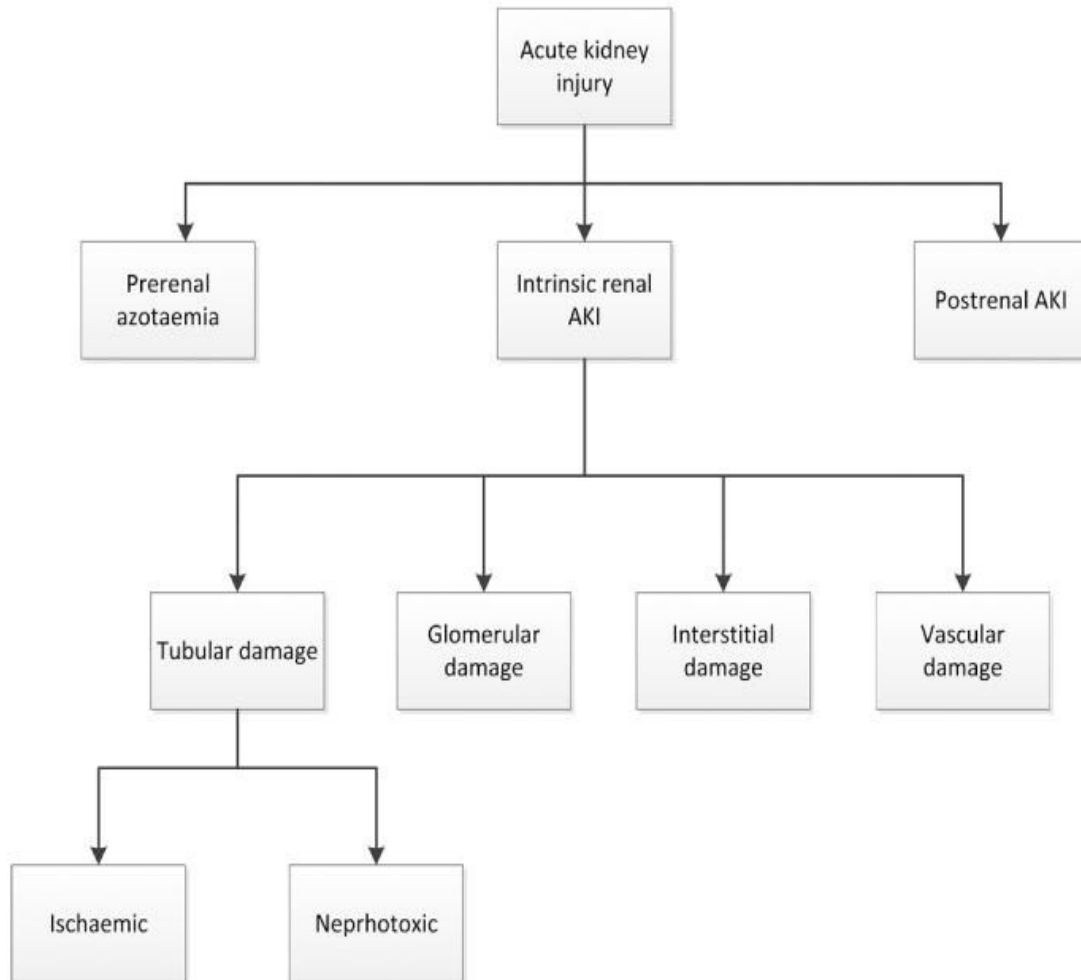 Acute kidney
injury
Prerenal
azotaemia
Intrinsic renal
AKI
Postrenal AKI
Tubular damage
Glomerular
damage
Interstitial
damage
Vascular
damage
Ischaemic
Neprhotoxic